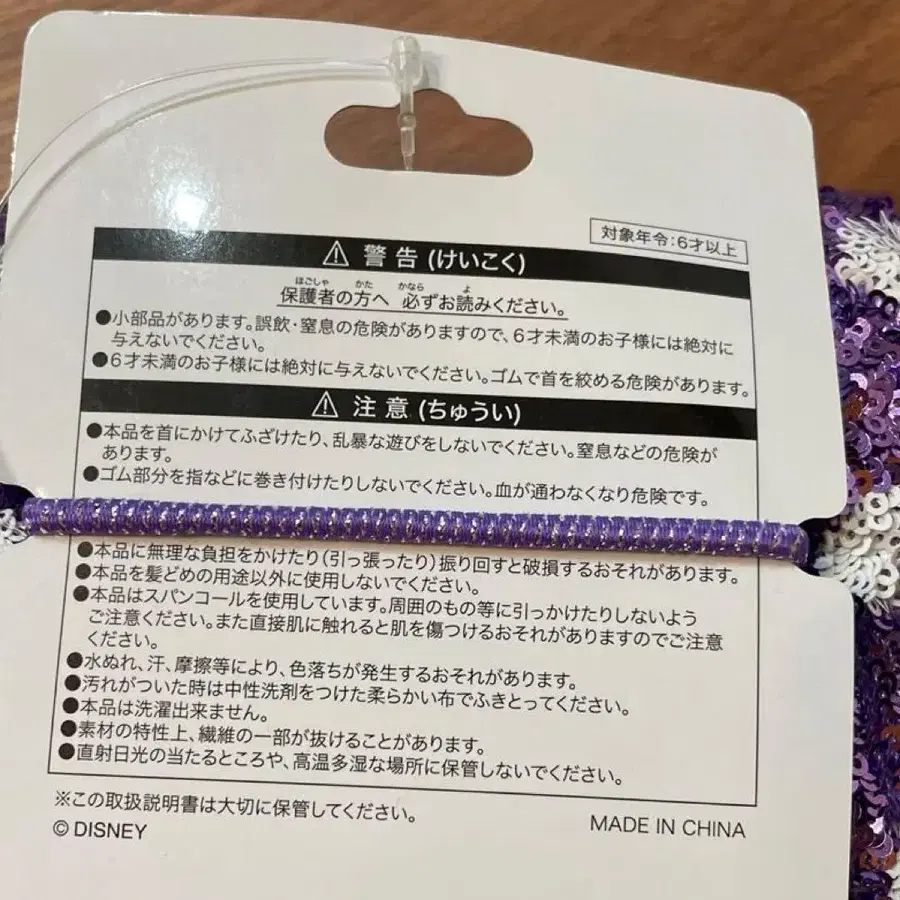 対象年令:6才以上
⚠ 警告(けいこく)
保護者の方へ 必ずお読みください。
ほごしゃ かた かなら よ
●小部品があります。誤飲・窒息の危険がありますので、6才未満のお子様には絶対に
与えないでください。
●6才未満のお子様には絶対に与えないでください。ゴムで首を絞める危険があります。
⚠ 注意(ちゅうい)
●本品を首にかけてふざけたり、乱暴な遊びをしないでください。窒息などの危険が
あります。
●ゴム部分を指などに巻き付けたりしないでください。血が通わなくなり危険です。
●本品に無理な負担をかけたり(引っ張ったり)振り回すと破損するおそれがあります。
●本品を髪どめの用途以外に使用しないでください。
●本品はスパンコールを使用しています。周囲のもの等に引っかけたりしないよう
ご注意ください。また直接肌に触れると肌を傷つけるおそれがありますのでご注意
ください。
●水ぬれ、汗、摩擦等により、色落ちが発生するおそれがあります。
●汚れがついた時は中性洗剤をつけた柔らかい布でふきとってください。
●本品は洗濯出来ません。
●素材の特性上、繊維の一部が抜けることがあります。
●直射日光の当たるところや、高温多湿な場所に保管しないでください。
※この取扱説明書は大切に保管してください。
© DISNEY
MADE IN CHINA